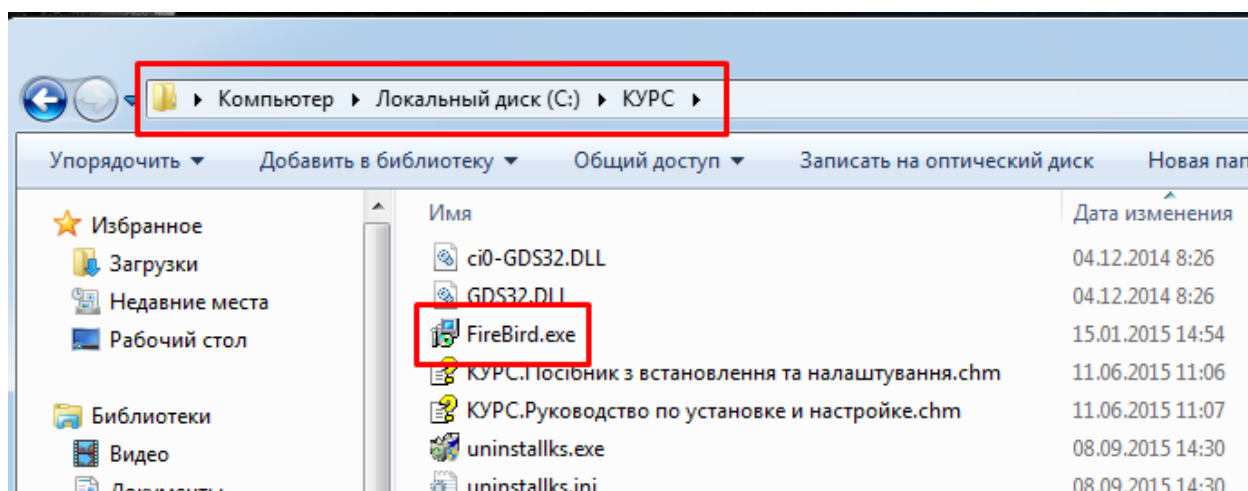 Компьютер ▸ Локальный диск (C:) ▸ КУРС ▸
Упорядочить ▾ Добавить в библиотеку ▾ Общий доступ ▾ Записать на оптический диск Новая пап
Избранное
Загрузки
Недавние места
Рабочий стол
Библиотеки
Видео
Документы
Имя Дата изменения
ci0-GDS32.DLL 04.12.2014 8:26
GDS32.DLL 04.12.2014 8:26
FireBird.exe 15.01.2015 14:54
КУРС.Посібник з встановлення та налаштування.chm 11.06.2015 11:06
КУРС.Руководство по установке и настройке.chm 11.06.2015 11:07
uninstallks.exe 08.09.2015 14:30
uninstallks.ini 08.09.2015 14:30